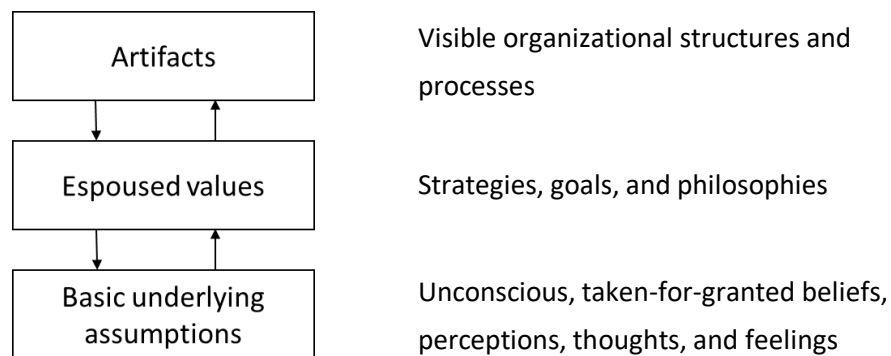 Artifacts
Visible organizational structures and
processes
Espoused values
Strategies, goals, and philosophies
Basic underlying
assumptions
Unconscious, taken-for-granted beliefs,
perceptions, thoughts, and feelings